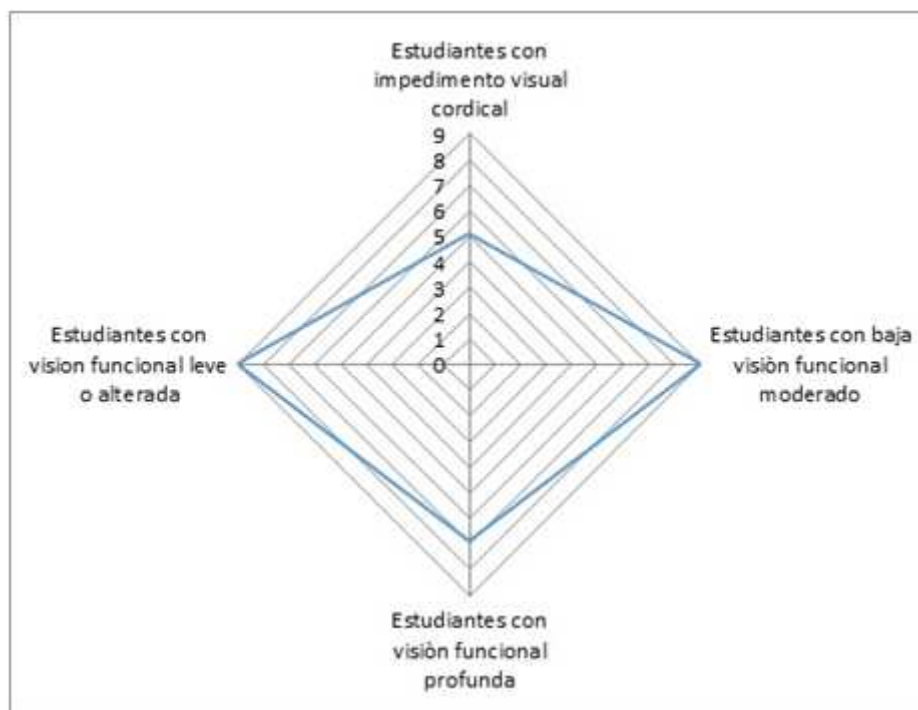 Estudiantes con
impedimento visual
cordical
9
8
7
6
5
4
3
2
1
0
Estudiantes con
vision funcional leve
o alterada
Estudiantes con baja
visiòn funcional
moderado
Estudiantes con
visiòn funcional
profunda